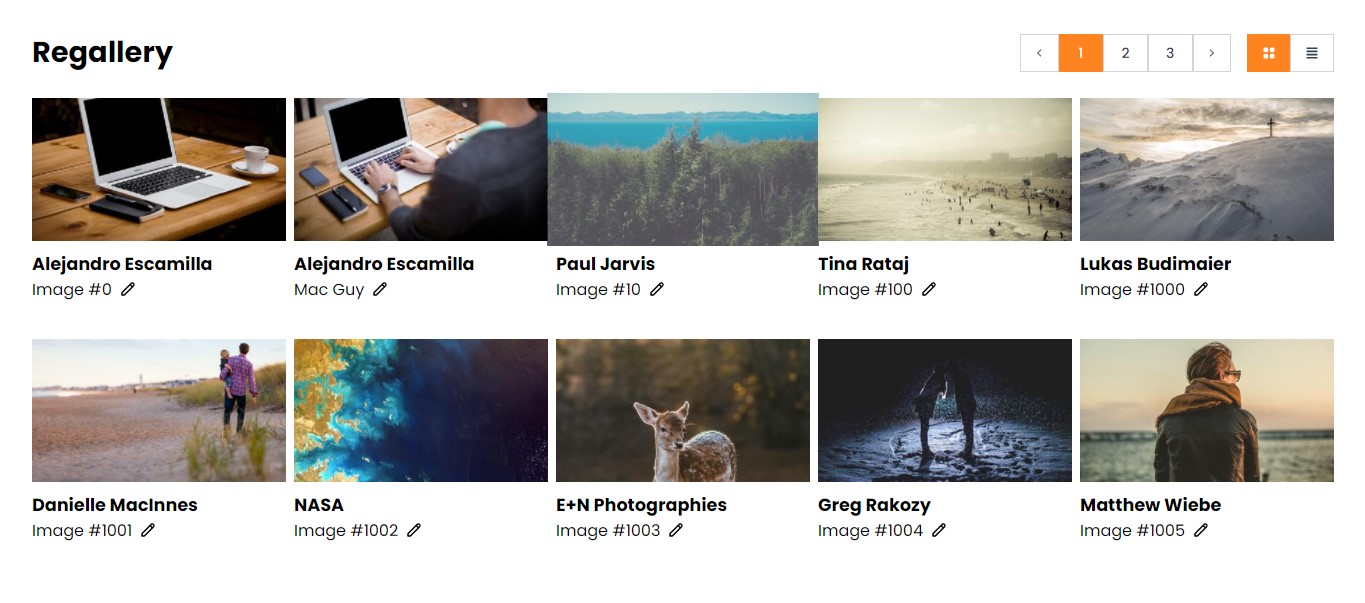 Regallery
1 2 3
Alejandro Escamilla
Image #0
Alejandro Escamilla
Mac Guy
Paul Jarvis
Image #10
Tina Rataj
Image #100
Lukas Budimaier
Image #1000
Danielle MacInnes
Image #1001
NASA
Image #1002
E+N Photographies
Image #1003
Greg Rakozy
Image #1004
Matthew Wiebe
Image #1005